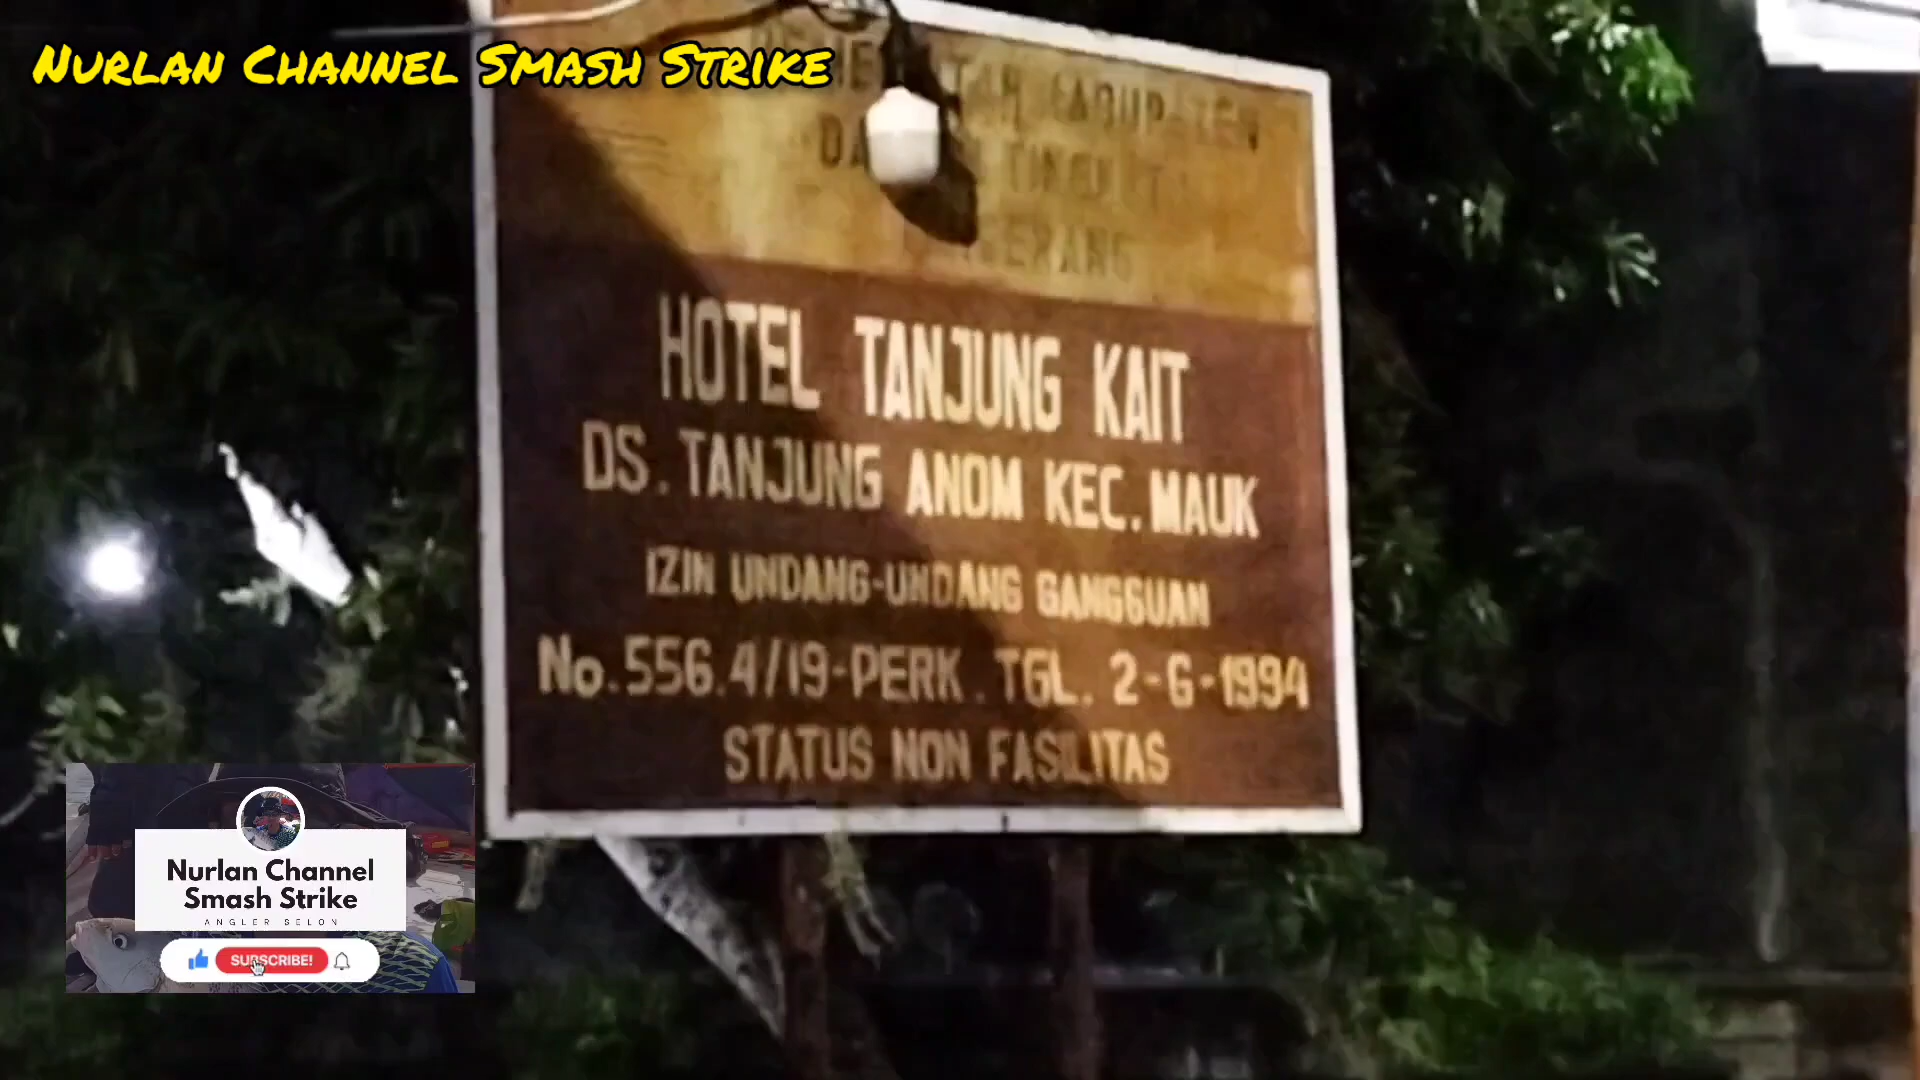 Nurlan Channel Smash Strike
HOTEL TANJUNG KAIT
DS. TANJUNG ANOM KEC. MAUK
IZIN UNDANG-UNDANG GANGGUAN
No. 556.4/19-PERK. TGL. 2-6-1994
STATUS NON FASILITAS
Nurlan Channel
Smash Strike
ANGLER SELON
SUBSCRIBE!